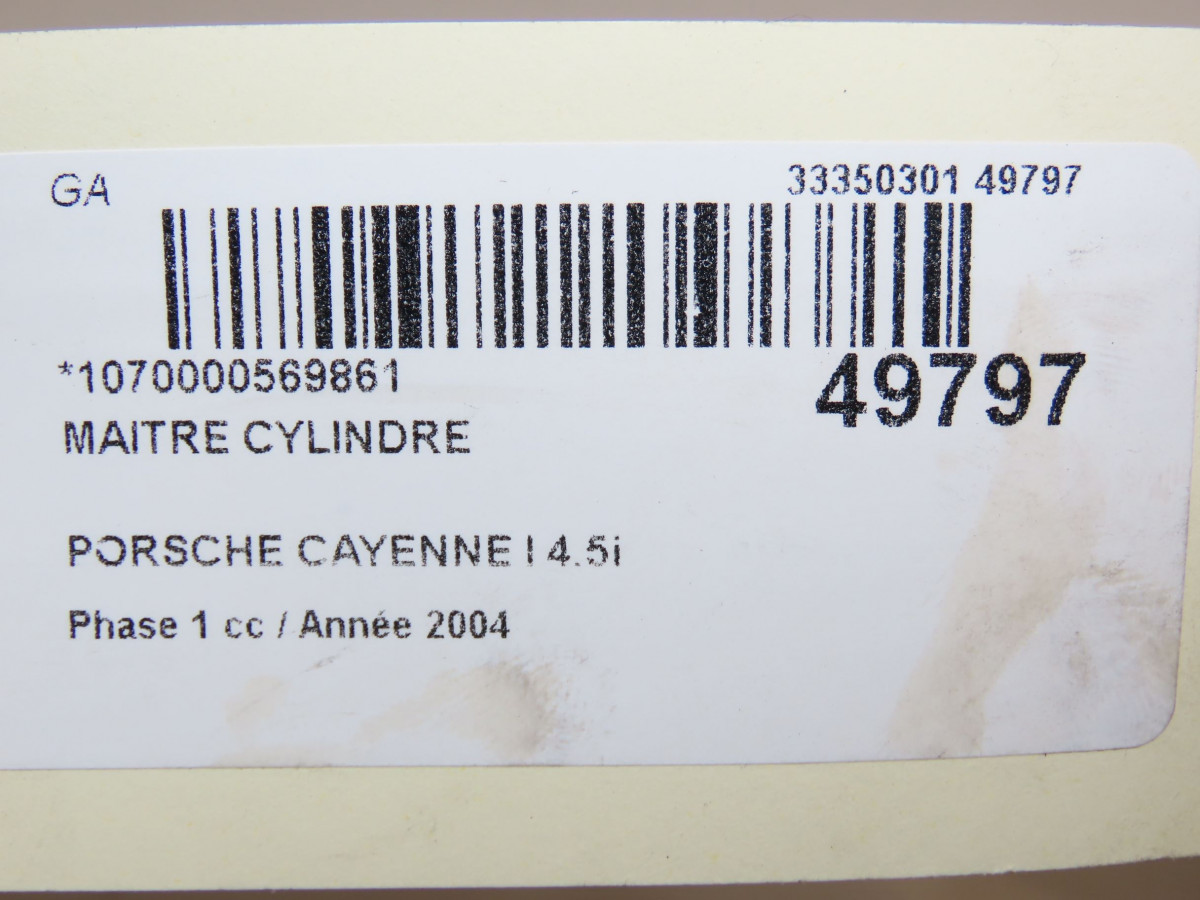 GA
33350301 49797
*1070000569861
49797
MAITRE CYLINDRE
PORSCHE CAYENNE I 4.5i
Phase 1 cc / Année 2004